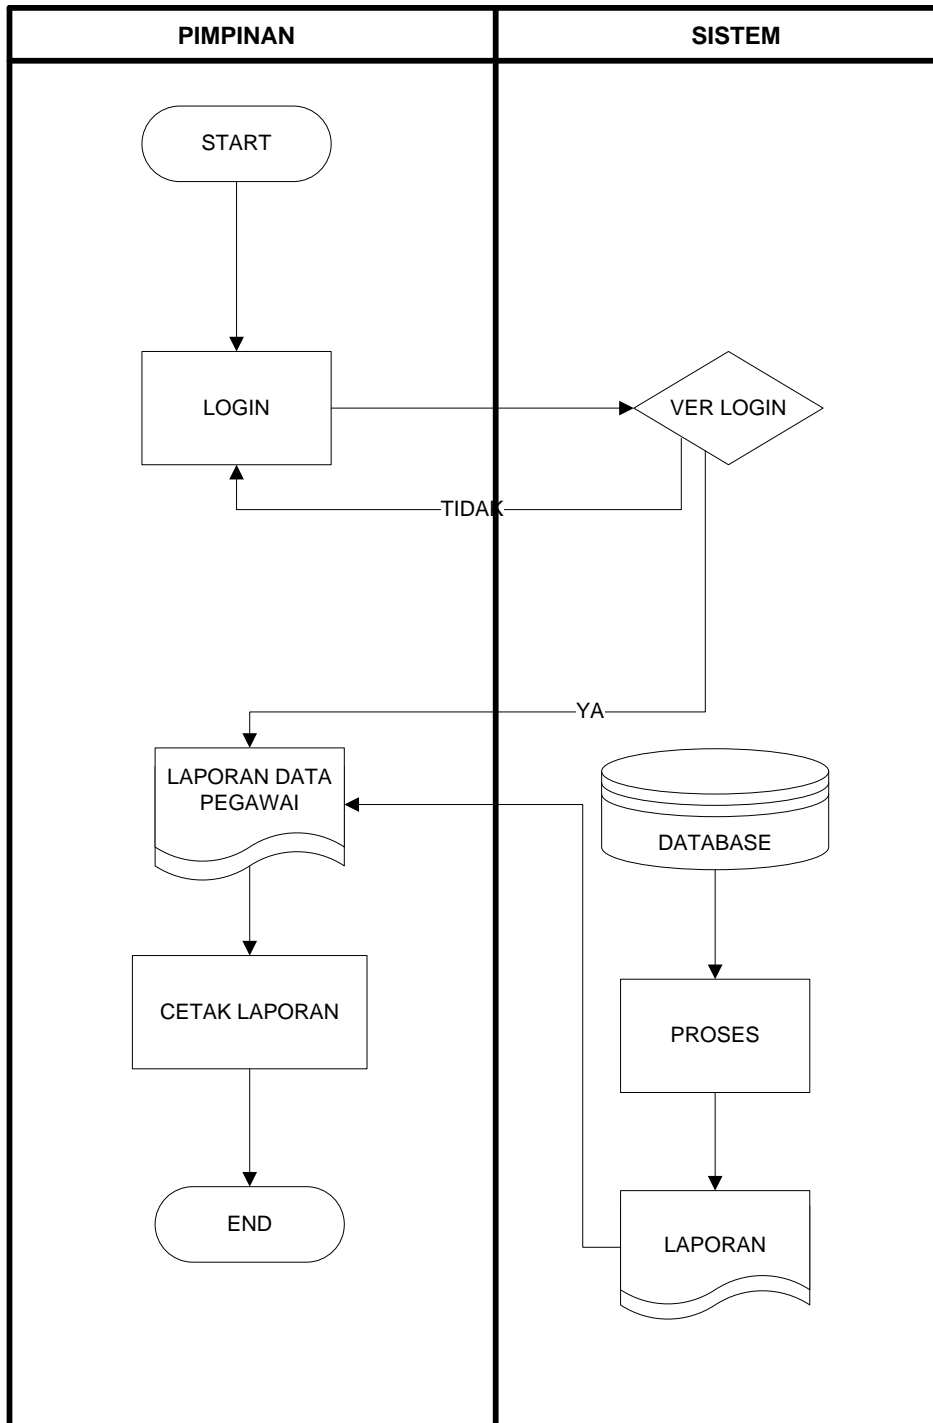 PIMPINAN
SISTEM
START
LOGIN
VER LOGIN
TIDAK
YA
LAPORAN DATA
PEGAWAI
DATABASE
CETAK LAPORAN
PROSES
END
LAPORAN